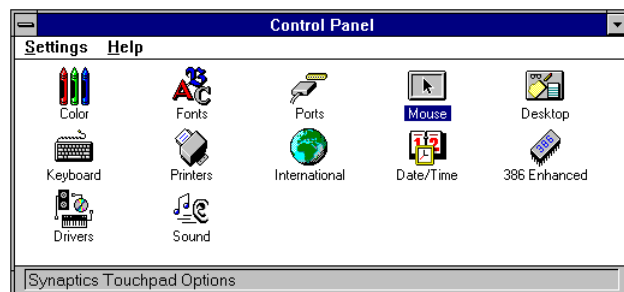 Control Panel
Settings Help
Color Fonts Ports Mouse Desktop
Keyboard Printers International Date/Time 386 Enhanced
Drivers Sound
Synaptics Touchpad Options